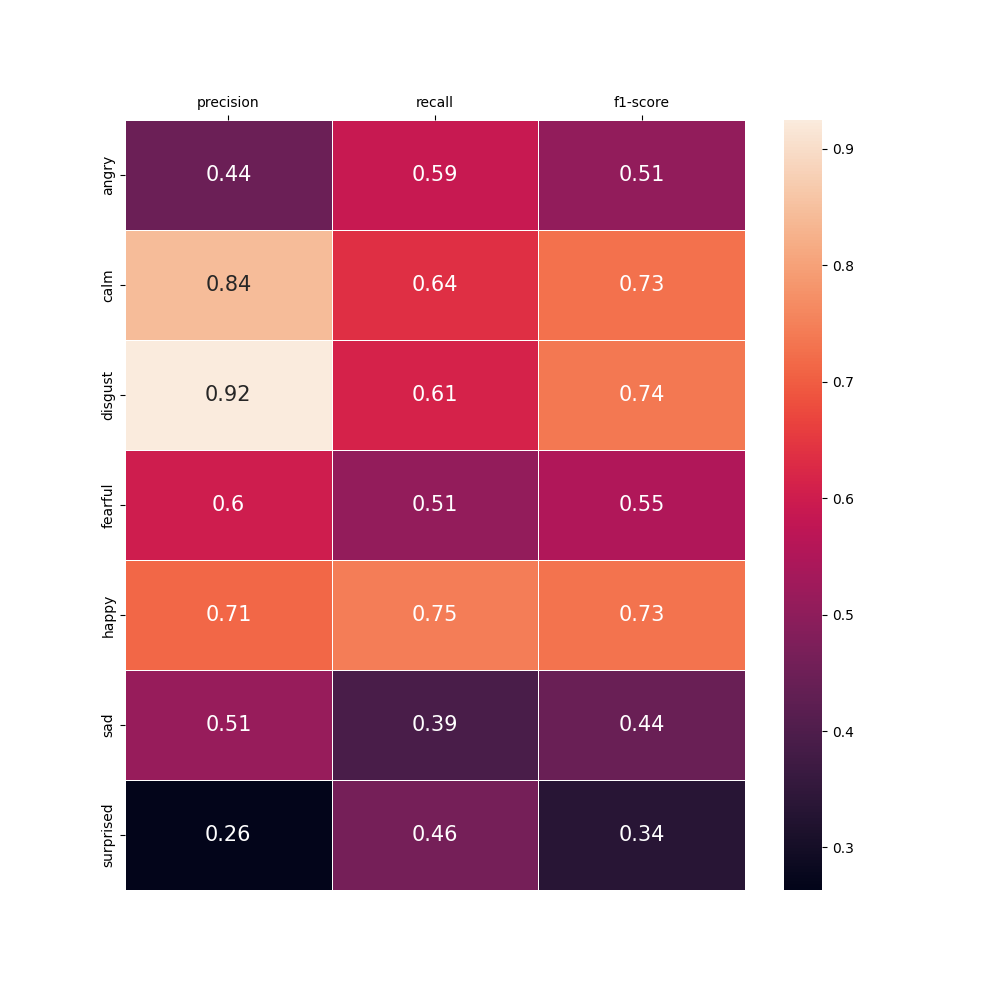 precision recall f1-score
angry 0.44 0.59 0.51
calm 0.84 0.64 0.73
disgust 0.92 0.61 0.74
fearful 0.6 0.51 0.55
happy 0.71 0.75 0.73
sad 0.51 0.39 0.44
surprised 0.26 0.46 0.34
0.9
0.8
0.7
0.6
0.5
0.4
0.3